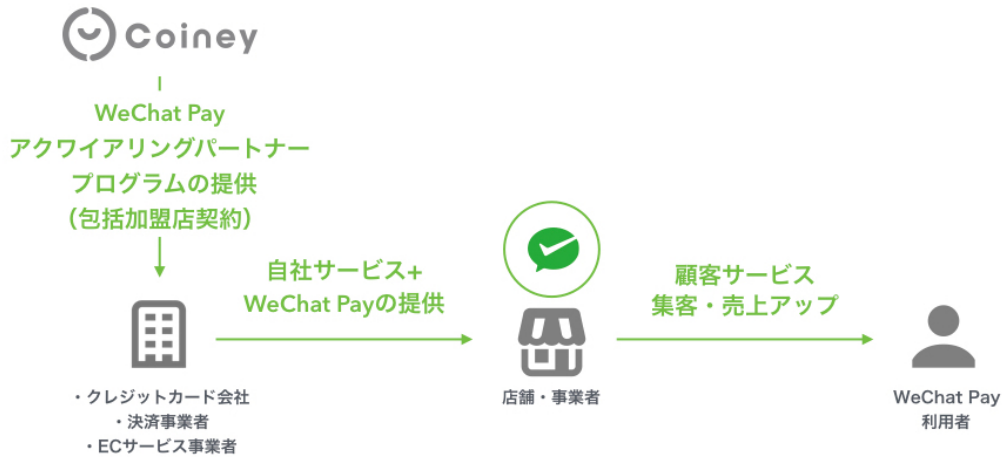 Coiney
WeChat Pay
アクワイアリングパートナー
プログラムの提供
（包括加盟店契約）
自社サービス+
WeChat Payの提供
顧客サービス
集客・売上アップ
・クレジットカード会社
・決済事業者
・ECサービス事業者
店舗・事業者
WeChat Pay
利用者